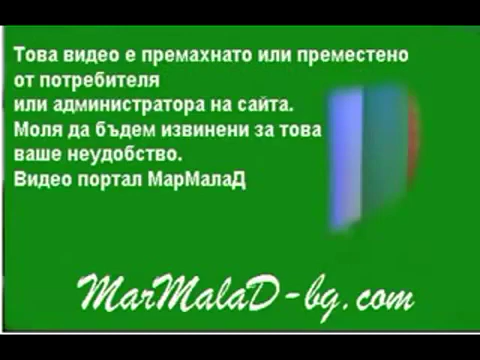 Това видео е премахнато или преместено
от потребителя
или администратора на сайта.
Моля да бъдем извинени за това
ваше неудобство.
Видео портал МарМалаД
MarMalaD-bg.com